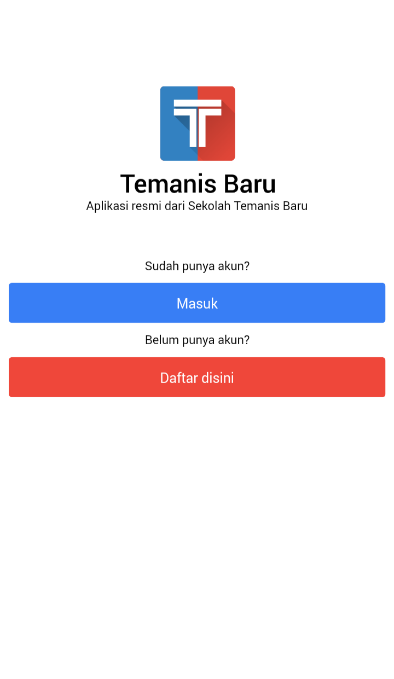 Temanis Baru
Aplikasi resmi dari Sekolah Temanis Baru
Sudah punya akun?
Masuk
Belum punya akun?
Daftar disini